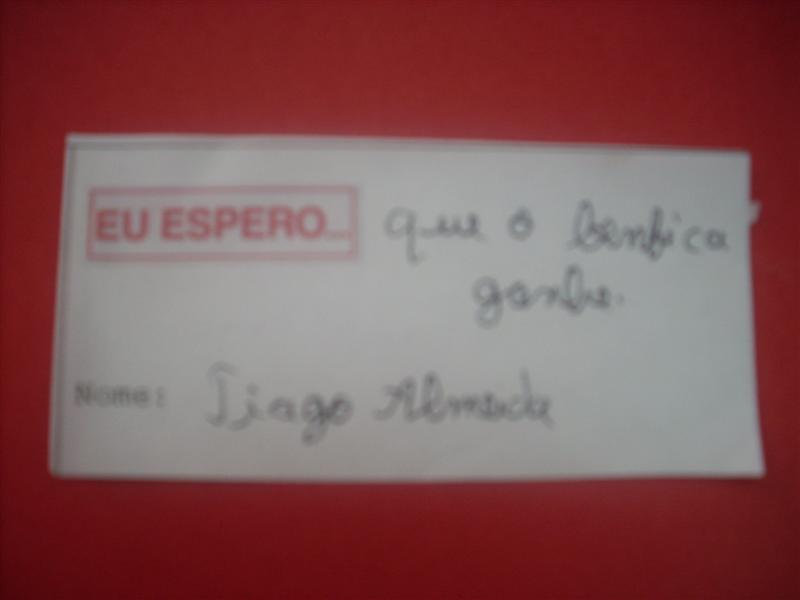 EU ESPERO... que o benfica
ganhe.
Nome: Tiago Almeida